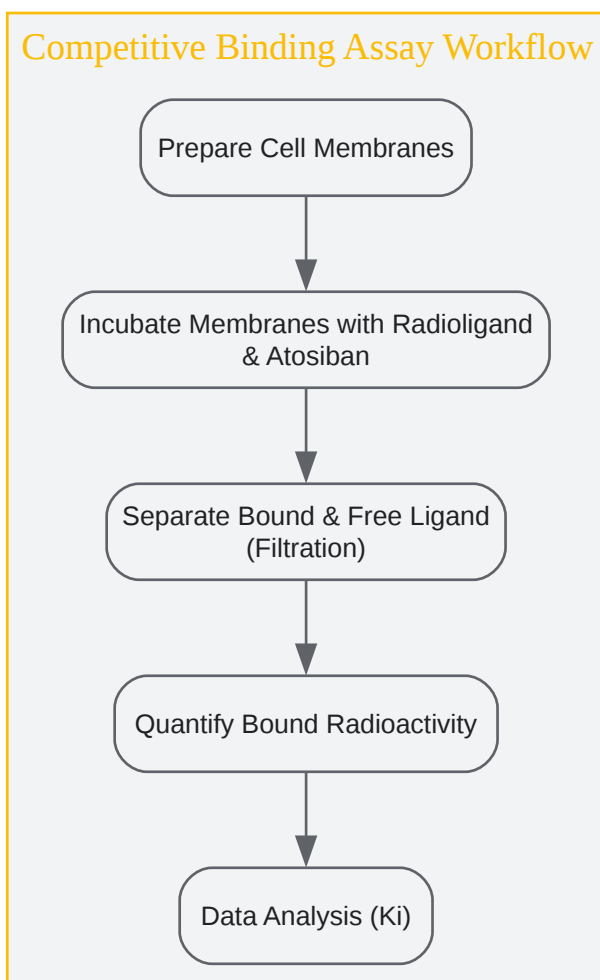 Competitive Binding Assay Workflow
Prepare Cell Membranes
Incubate Membranes with Radioligand
& Atosiban
Separate Bound & Free Ligand
(Filtration)
Quantify Bound Radioactivity
Data Analysis (Ki)